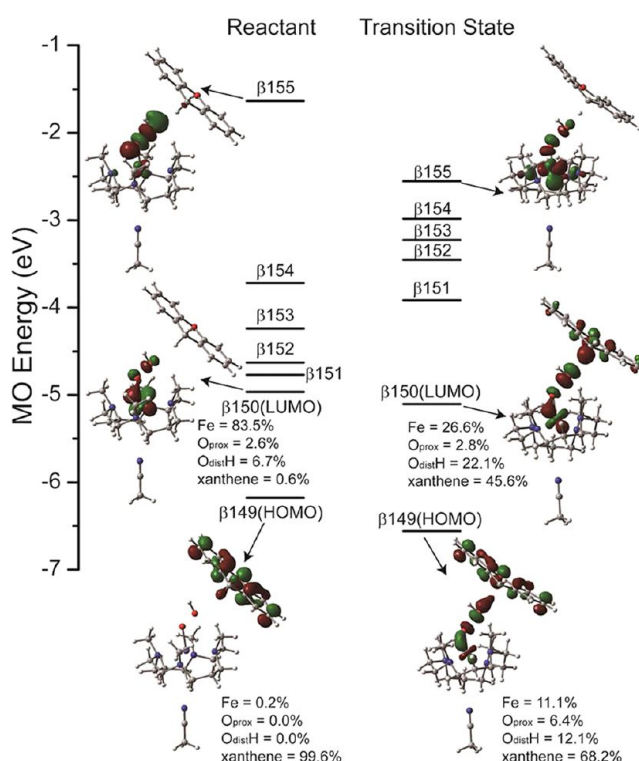 Reactant
Transition State
MO Energy (eV)
-1
-2
-3
-4
-5
-6
-7
β155
β154
β153
β152
β151
β150(LUMO)
Fe = 83.5%
Oprox = 2.6%
OdistH = 6.7%
xanthene = 0.6%
β149(HOMO)
Fe = 0.2%
Oprox = 0.0%
OdistH = 0.0%
xanthene = 99.6%
β155
β154
β153
β152
β151
β150(LUMO)
Fe = 26.6%
Oprox = 2.8%
OdistH = 22.1%
xanthene = 45.6%
β149(HOMO)
Fe = 11.1%
Oprox = 6.4%
OdistH = 12.1%
xanthene = 68.2%